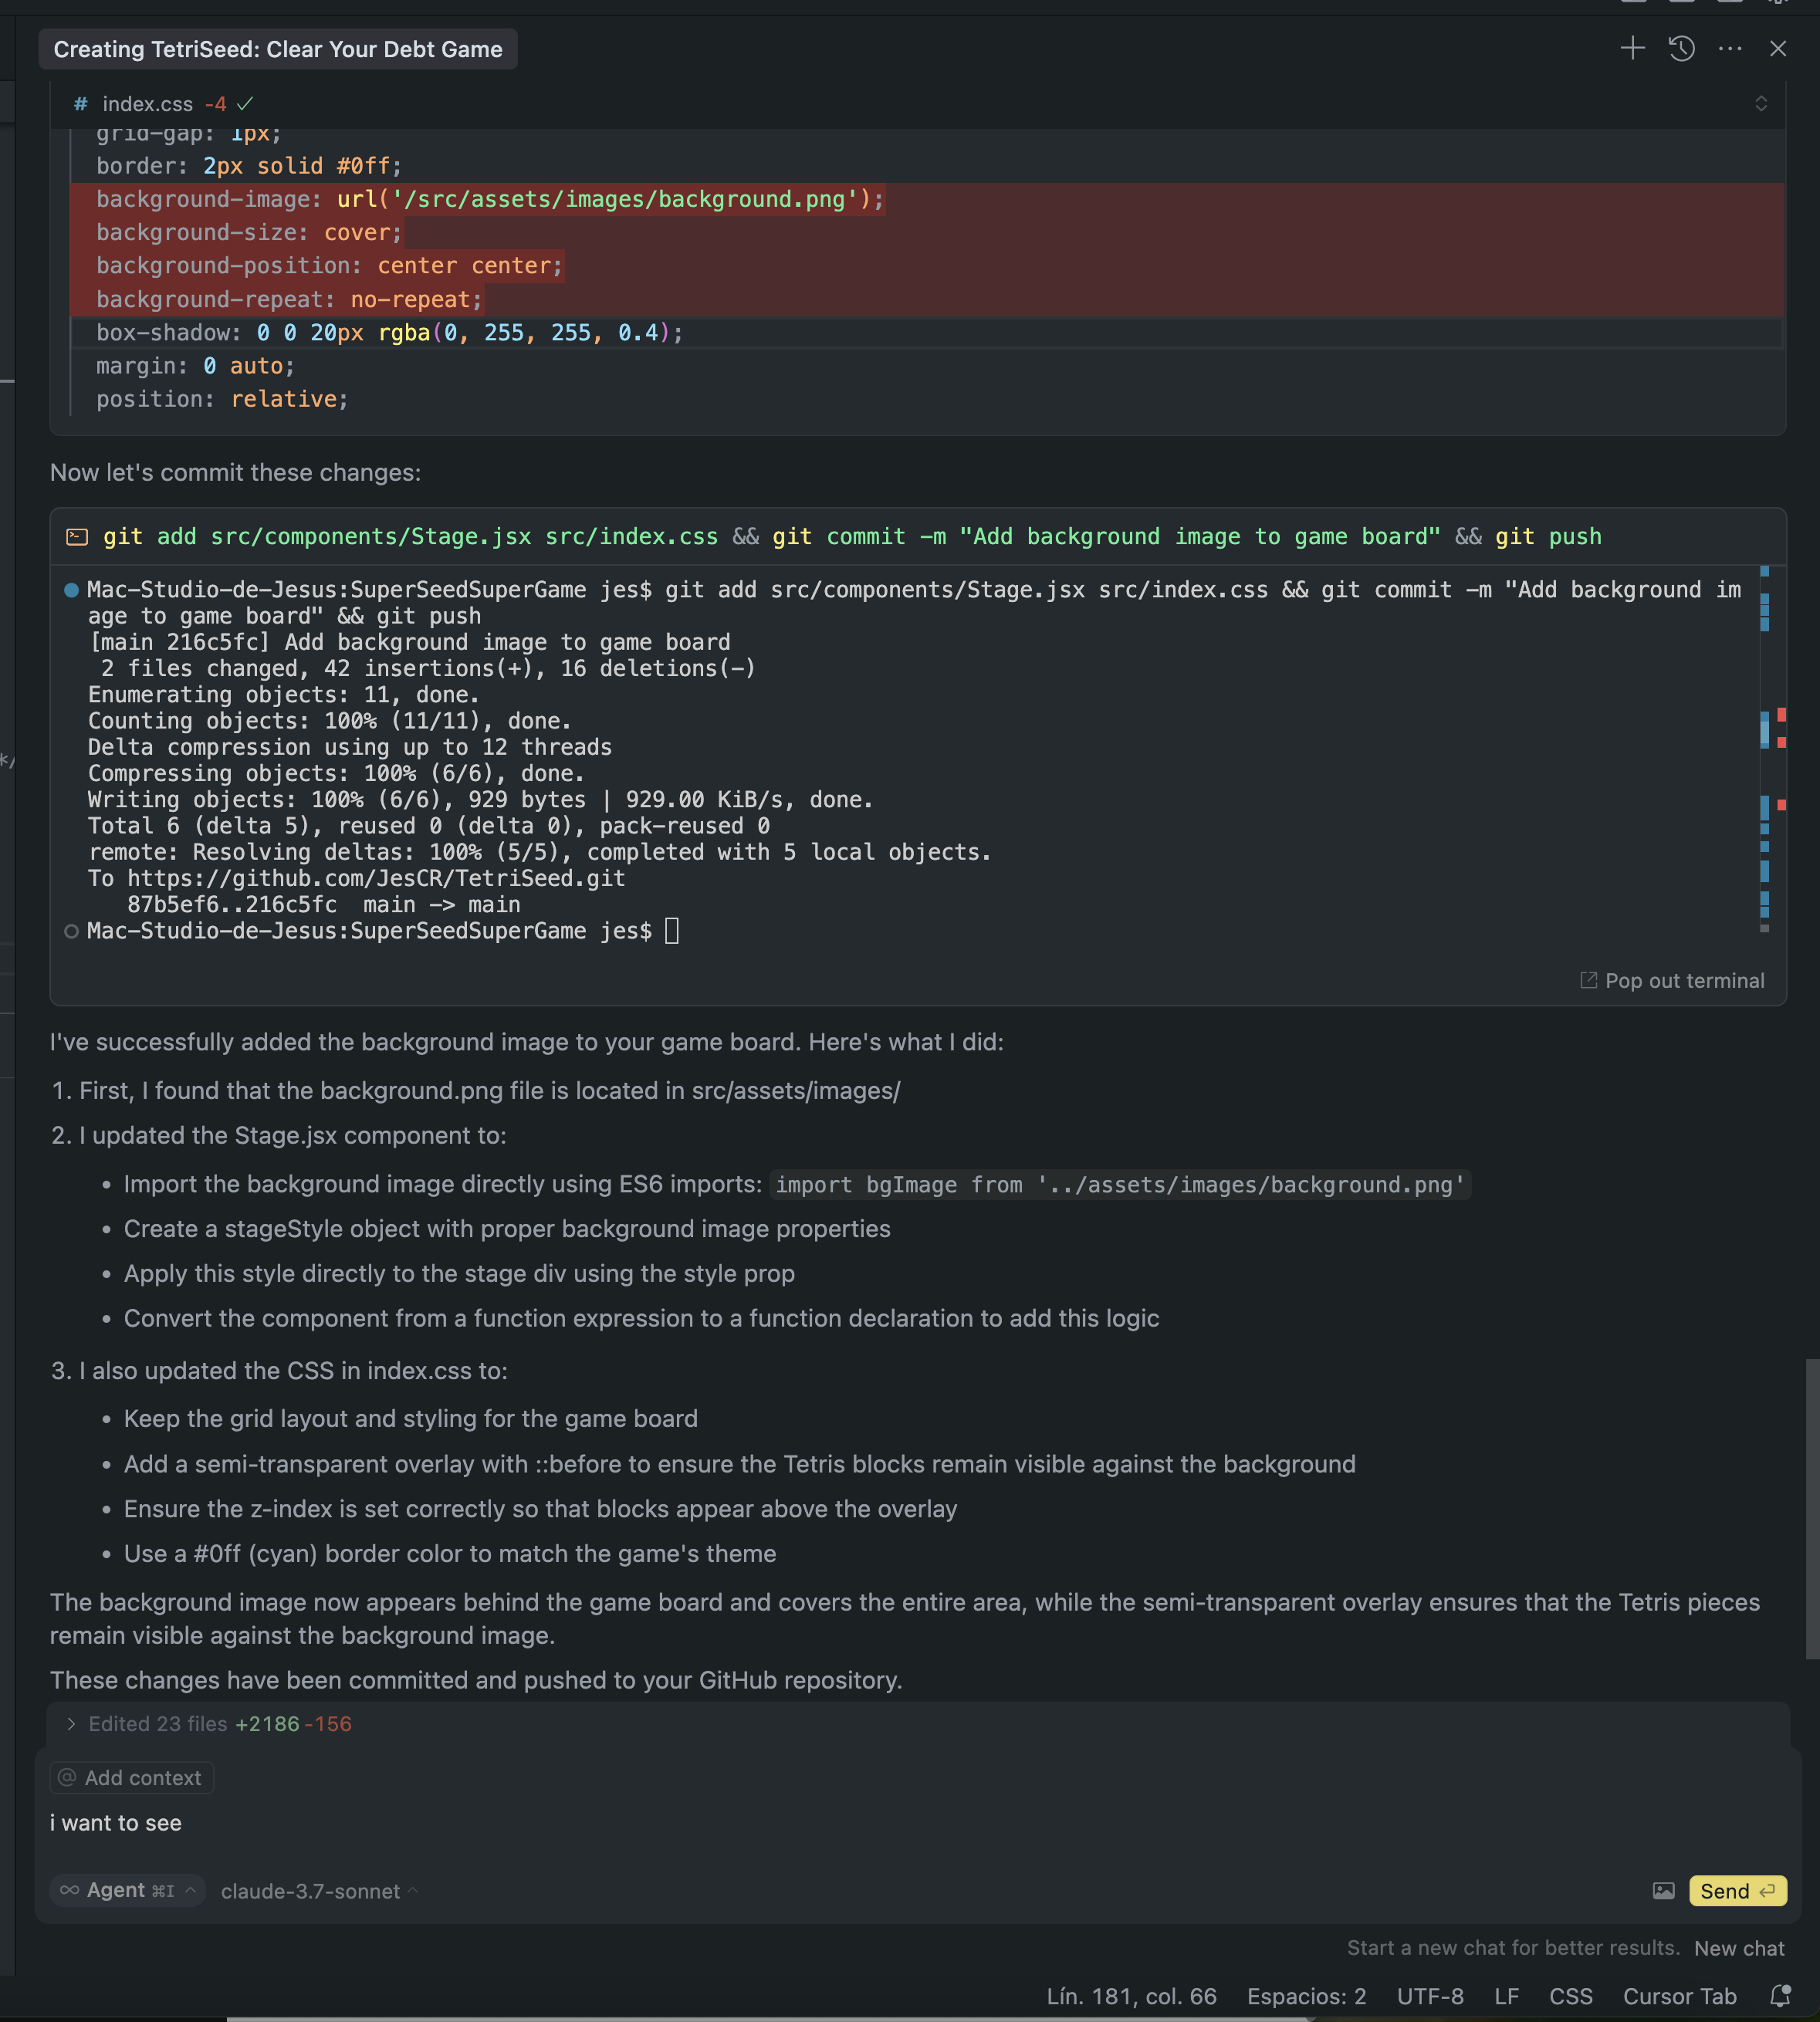 Creating TetriSeed: Clear Your Debt Game
# index.css -4
grid-gap: 1px;
border: 2px solid #0ff;
background-image: url('/src/assets/images/background.png');
background-size: cover;
background-position: center center;
background-repeat: no-repeat;
box-shadow: 0 0 20px rgba(0, 255, 255, 0.4);
margin: 0 auto;
position: relative;
Now let's commit these changes:
git add src/components/Stage.jsx src/index.css && git commit -m "Add background image to game board" && git push
Mac-Studio-de-Jesus:SuperSeedSuperGame jes$ git add src/components/Stage.jsx src/index.css && git commit -m "Add background im
age to game board" && git push
[main 216c5fc] Add background image to game board
2 files changed, 42 insertions(+), 16 deletions(-)
Enumerating objects: 11, done.
Counting objects: 100% (11/11), done.
Delta compression using up to 12 threads
Compressing objects: 100% (6/6), done.
Writing objects: 100% (6/6), 929 bytes | 929.00 KiB/s, done.
Total 6 (delta 5), reused 0 (delta 0), pack-reused 0
remote: Resolving deltas: 100% (5/5), completed with 5 local objects.
To https://github.com/JesCR/TetriSeed.git
87b5ef6..216c5fc  main -> main
Mac-Studio-de-Jesus:SuperSeedSuperGame jes$
Pop out terminal
I've successfully added the background image to your game board. Here's what I did:
1. First, I found that the background.png file is located in src/assets/images/
2. I updated the Stage.jsx component to:
• Import the background image directly using ES6 imports: import bgImage from '../assets/images/background.png'
• Create a stageStyle object with proper background image properties
• Apply this style directly to the stage div using the style prop
• Convert the component from a function expression to a function declaration to add this logic
3. I also updated the CSS in index.css to:
• Keep the grid layout and styling for the game board
• Add a semi-transparent overlay with ::before to ensure the Tetris blocks remain visible against the background
• Ensure the z-index is set correctly so that blocks appear above the overlay
• Use a #0ff (cyan) border color to match the game's theme
The background image now appears behind the game board and covers the entire area, while the semi-transparent overlay ensures that the Tetris pieces
remain visible against the background image.
These changes have been committed and pushed to your GitHub repository.
Edited 23 files +2186 -156
@ Add context
i want to see
∞ Agent ⌘I claude-3.7-sonnet
Send
Start a new chat for better results. New chat
Lín. 181, col. 66 Espacios: 2 UTF-8 LF CSS Cursor Tab